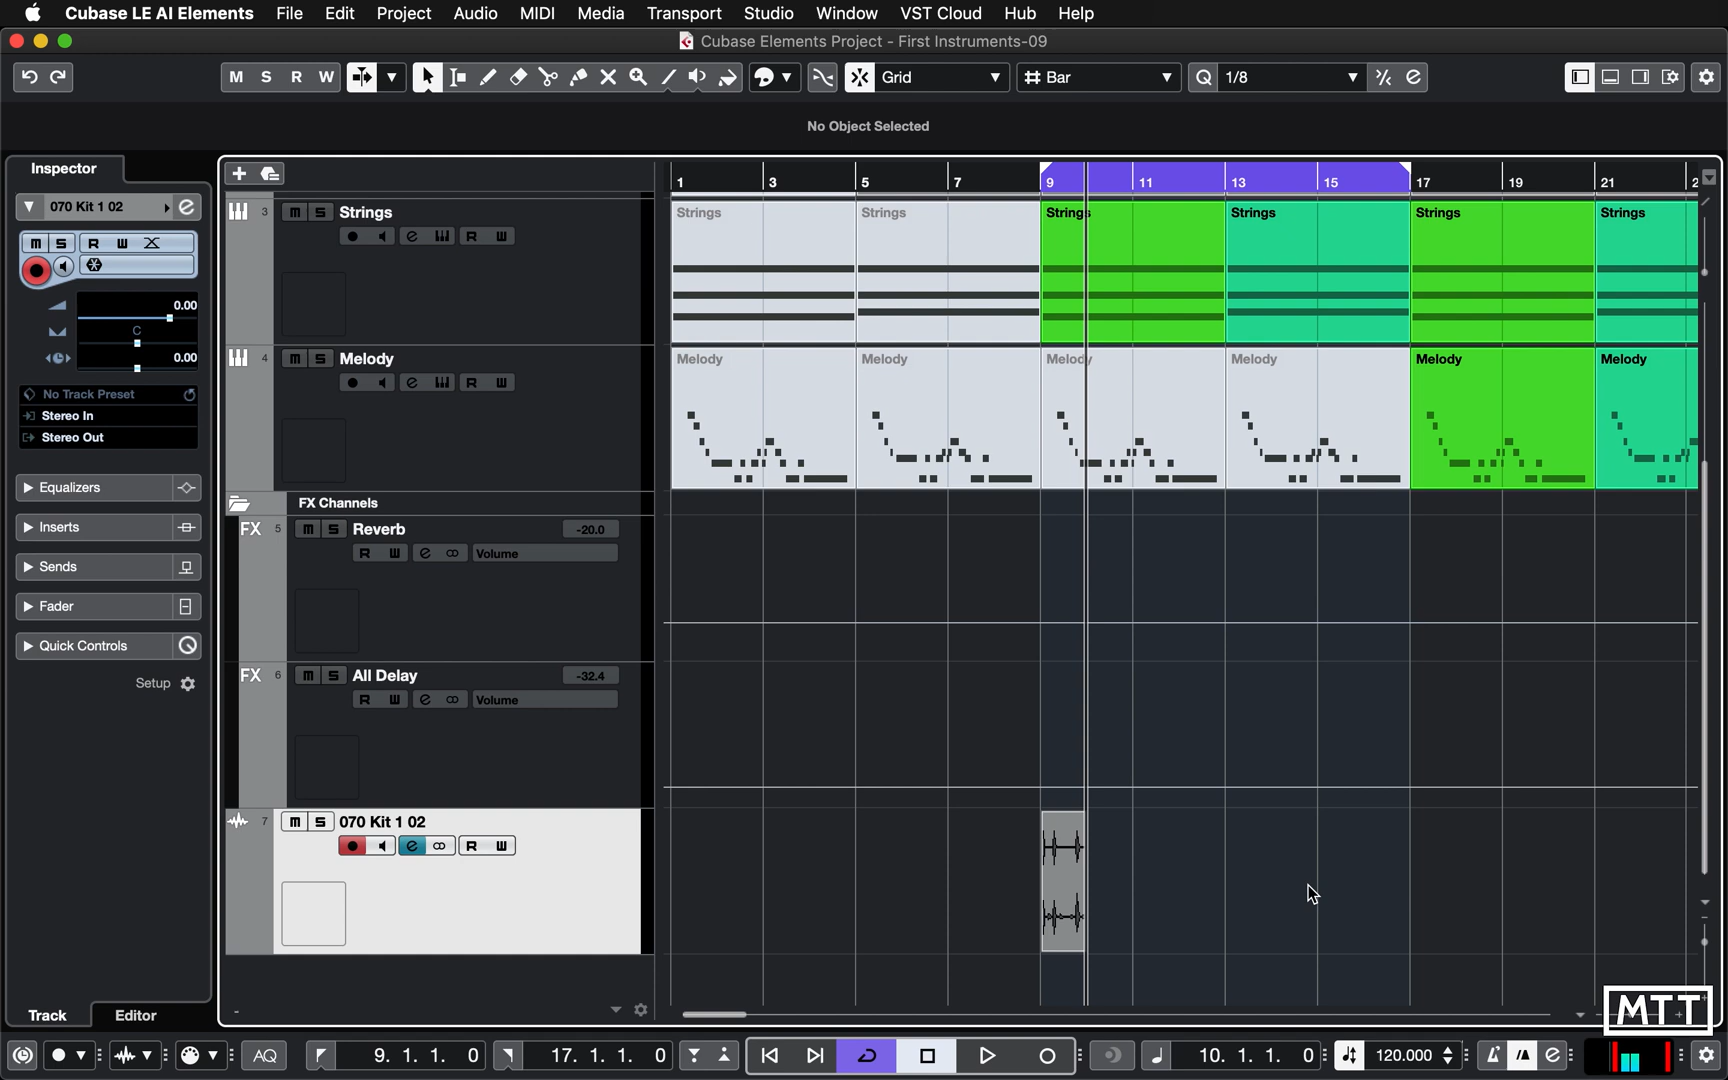 Cubase LE AI Elements File Edit Project Audio MIDI Media Transport Studio Window VST Cloud Hub Help
Cubase Elements Project - First Instruments-09
M S R W Grid Bar Q 1/8 e
No Object Selected
Inspector
070 Kit 1 02 e
M S R W
0.00
C
0.00
No Track Preset
Stereo In
Stereo Out
Equalizers
Inserts
Sends
Fader
Quick Controls
Setup
Track Editor
1 3 5 7 9 11 13 15 17 19 21 2
3 m S Strings
e R W
Strings Strings Strings Strings Strings Strings
4 m S Melody
e R W
Melody Melody Melody Melody Melody Melody
FX Channels
FX 5 m S Reverb -20.0
R W e Volume
FX 6 m S All Delay -32.4
R W e Volume
7 m S 070 Kit 1 02
e R W
MTT
AQ 9. 1. 1. 0 17. 1. 1. 0 10. 1. 1. 0 120.000 e